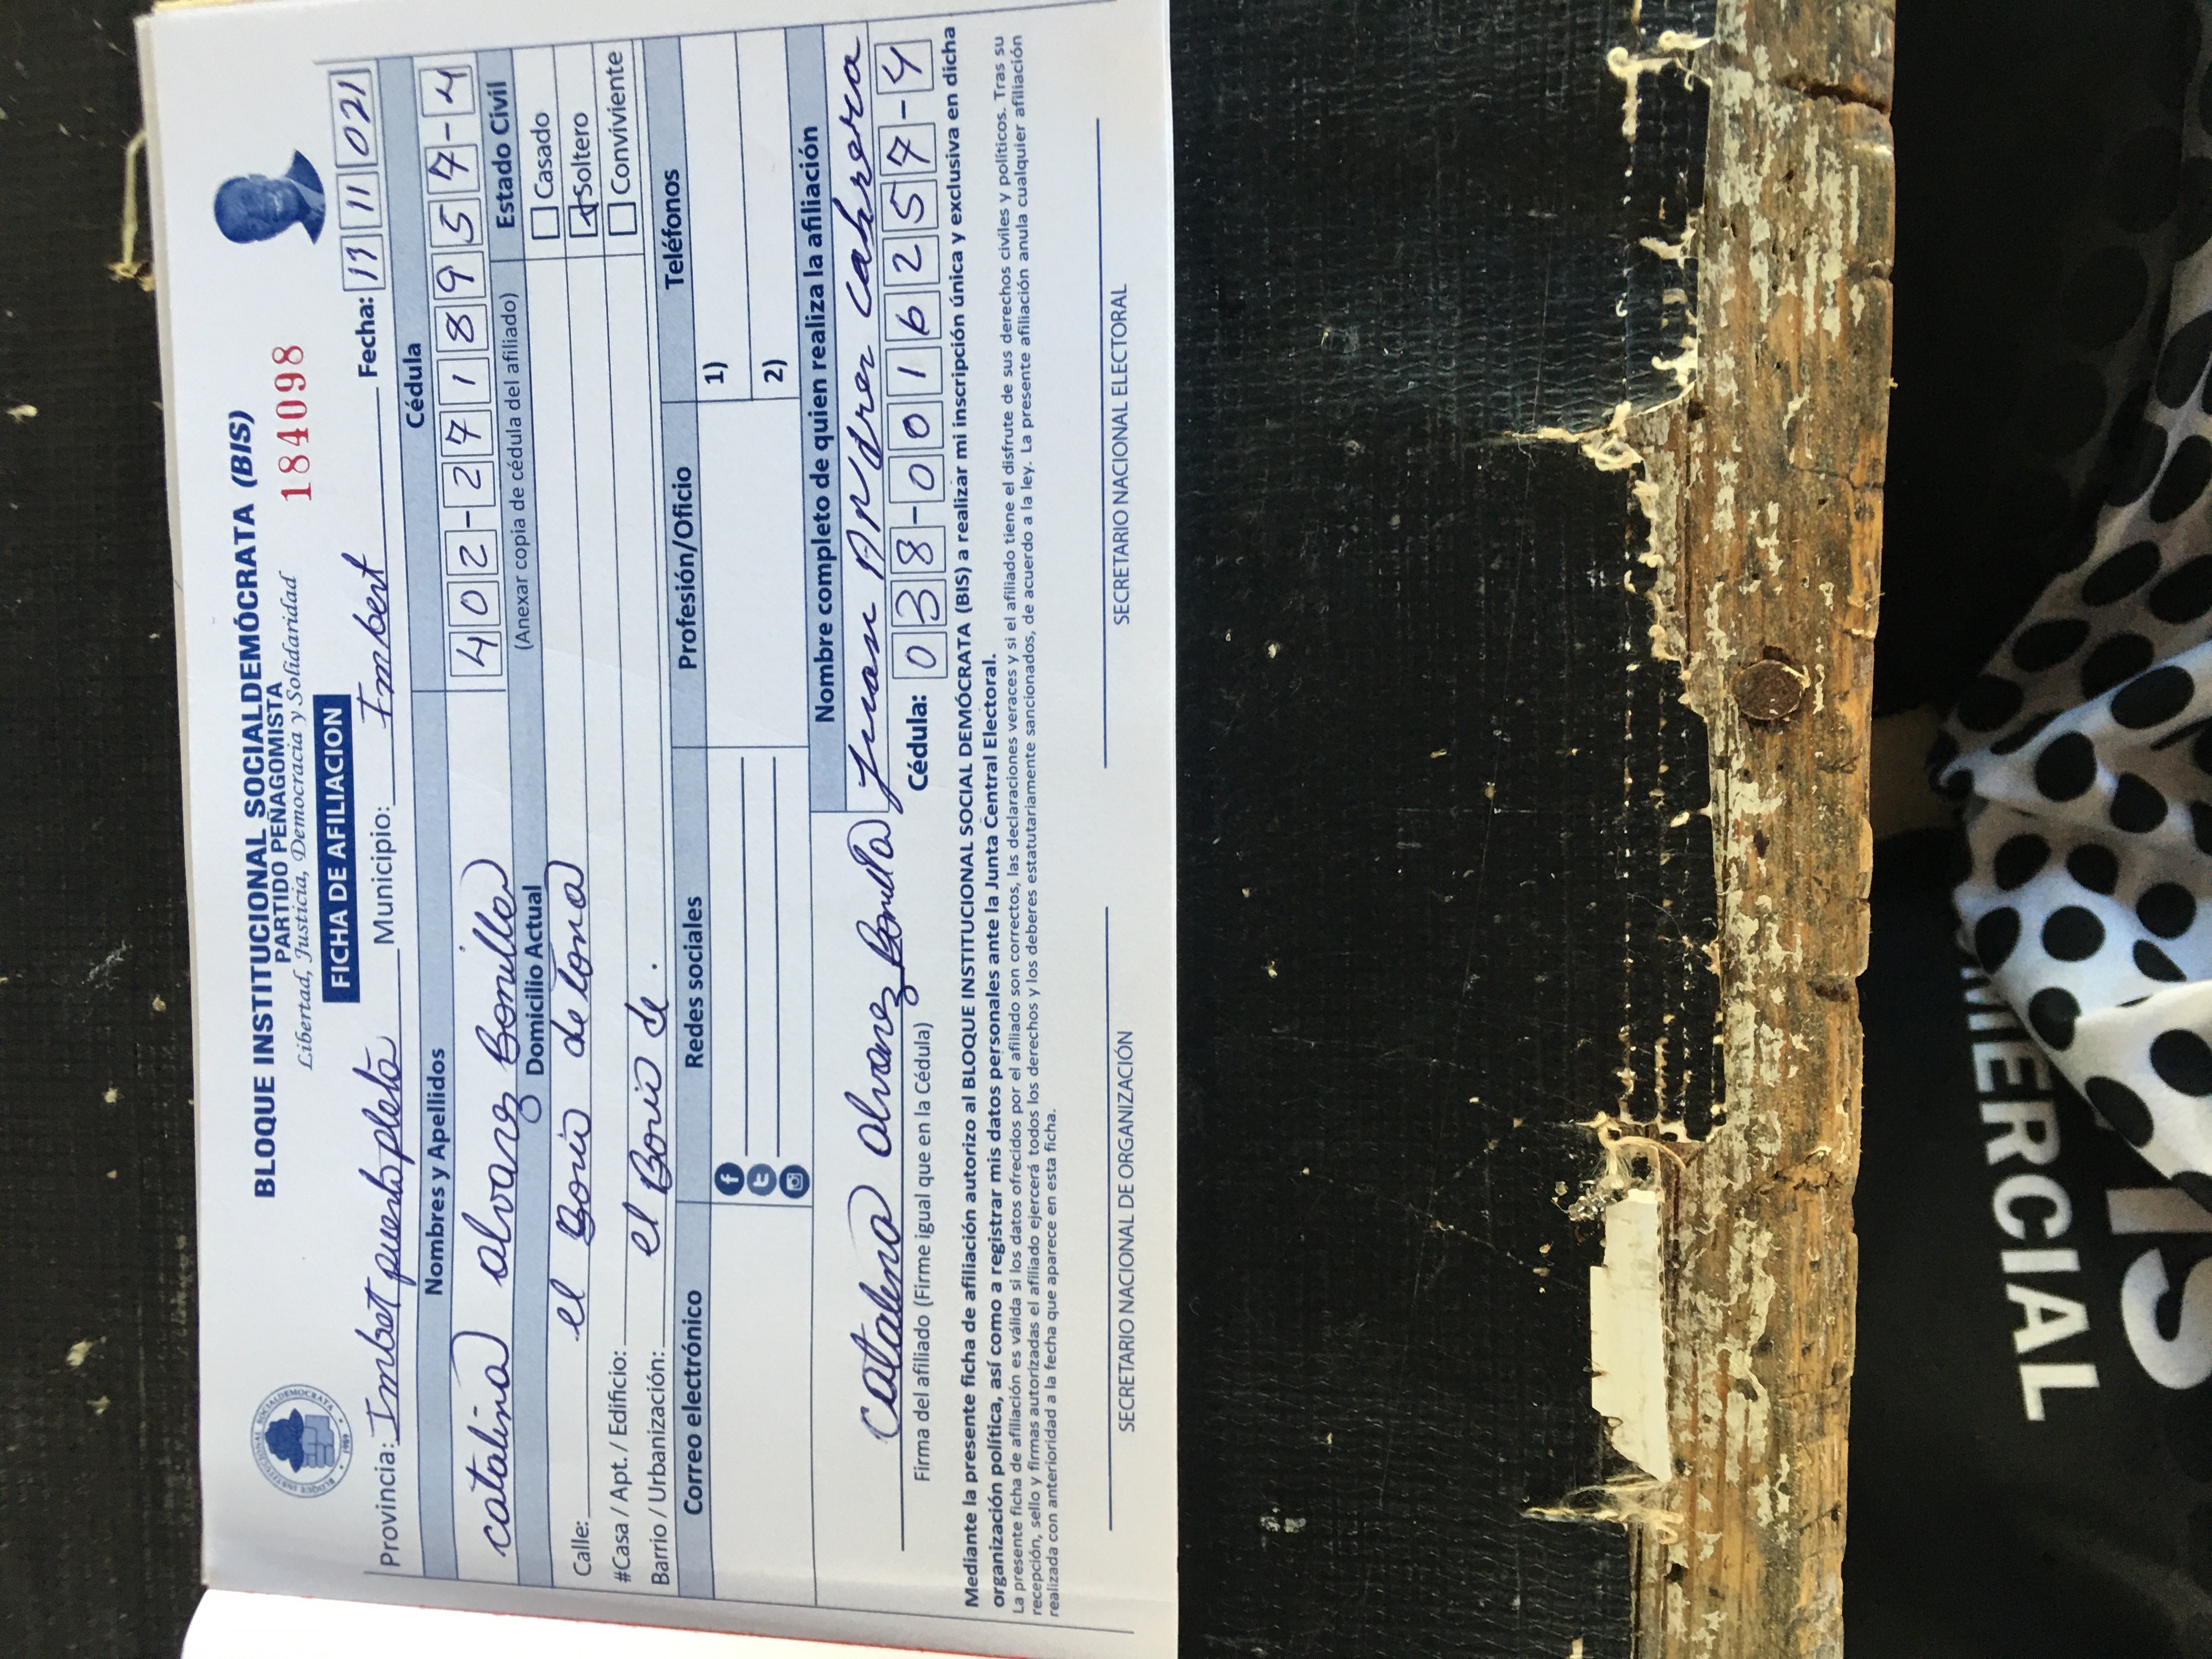 BLOQUE INSTITUCIONAL SOCIALDEMÓCRATA (BIS)
PARTIDO PEÑAGOMISTA
Libertad, Justicia, Democracia y Solidaridad
184098
FICHA DE AFILIACION
Provincia: Imbet puerto plata Municipio: Imbert Fecha: 11 11 021
Nombres y Apellidos Cédula
catalina alvarez Bonilla 402-2718957-4
Domicilio Actual (Anexar copia de cédula del afiliado) Estado Civil
Calle: el Borio de Casado
#Casa / Apt. / Edificio: Soltero
Barrio / Urbanización: el Borio de. Conviviente
Correo electrónico Redes sociales Profesión/Oficio Teléfonos
1)
2)
Nombre completo de quien realiza la afiliación
Catalina alvarez Bonilla Juan Andres Cabrera
Firma del afiliado (Firme igual que en la Cédula) Cédula: 038-0016257-4
Mediante la presente ficha de afiliación autorizo al BLOQUE INSTITUCIONAL SOCIAL DEMÓCRATA (BIS) a realizar mi inscripción única y exclusiva en dicha
organización política, así como a registrar mis datos personales ante la Junta Central Electoral.
La presente ficha de afiliación es válida si los datos ofrecidos por el afiliado son correctos, las declaraciones veraces y si el afiliado tiene el disfrute de sus derechos civiles y políticos. Tras su
recepción, sello y firmas autorizadas el afiliado ejercerá todos los derechos y los deberes estatutariamente sancionados, de acuerdo a la ley. La presente afiliación anula cualquier afiliación
realizada con anterioridad a la fecha que aparece en esta ficha.
SECRETARIO NACIONAL DE ORGANIZACIÓN SECRETARIO NACIONAL ELECTORAL
MERCIAL